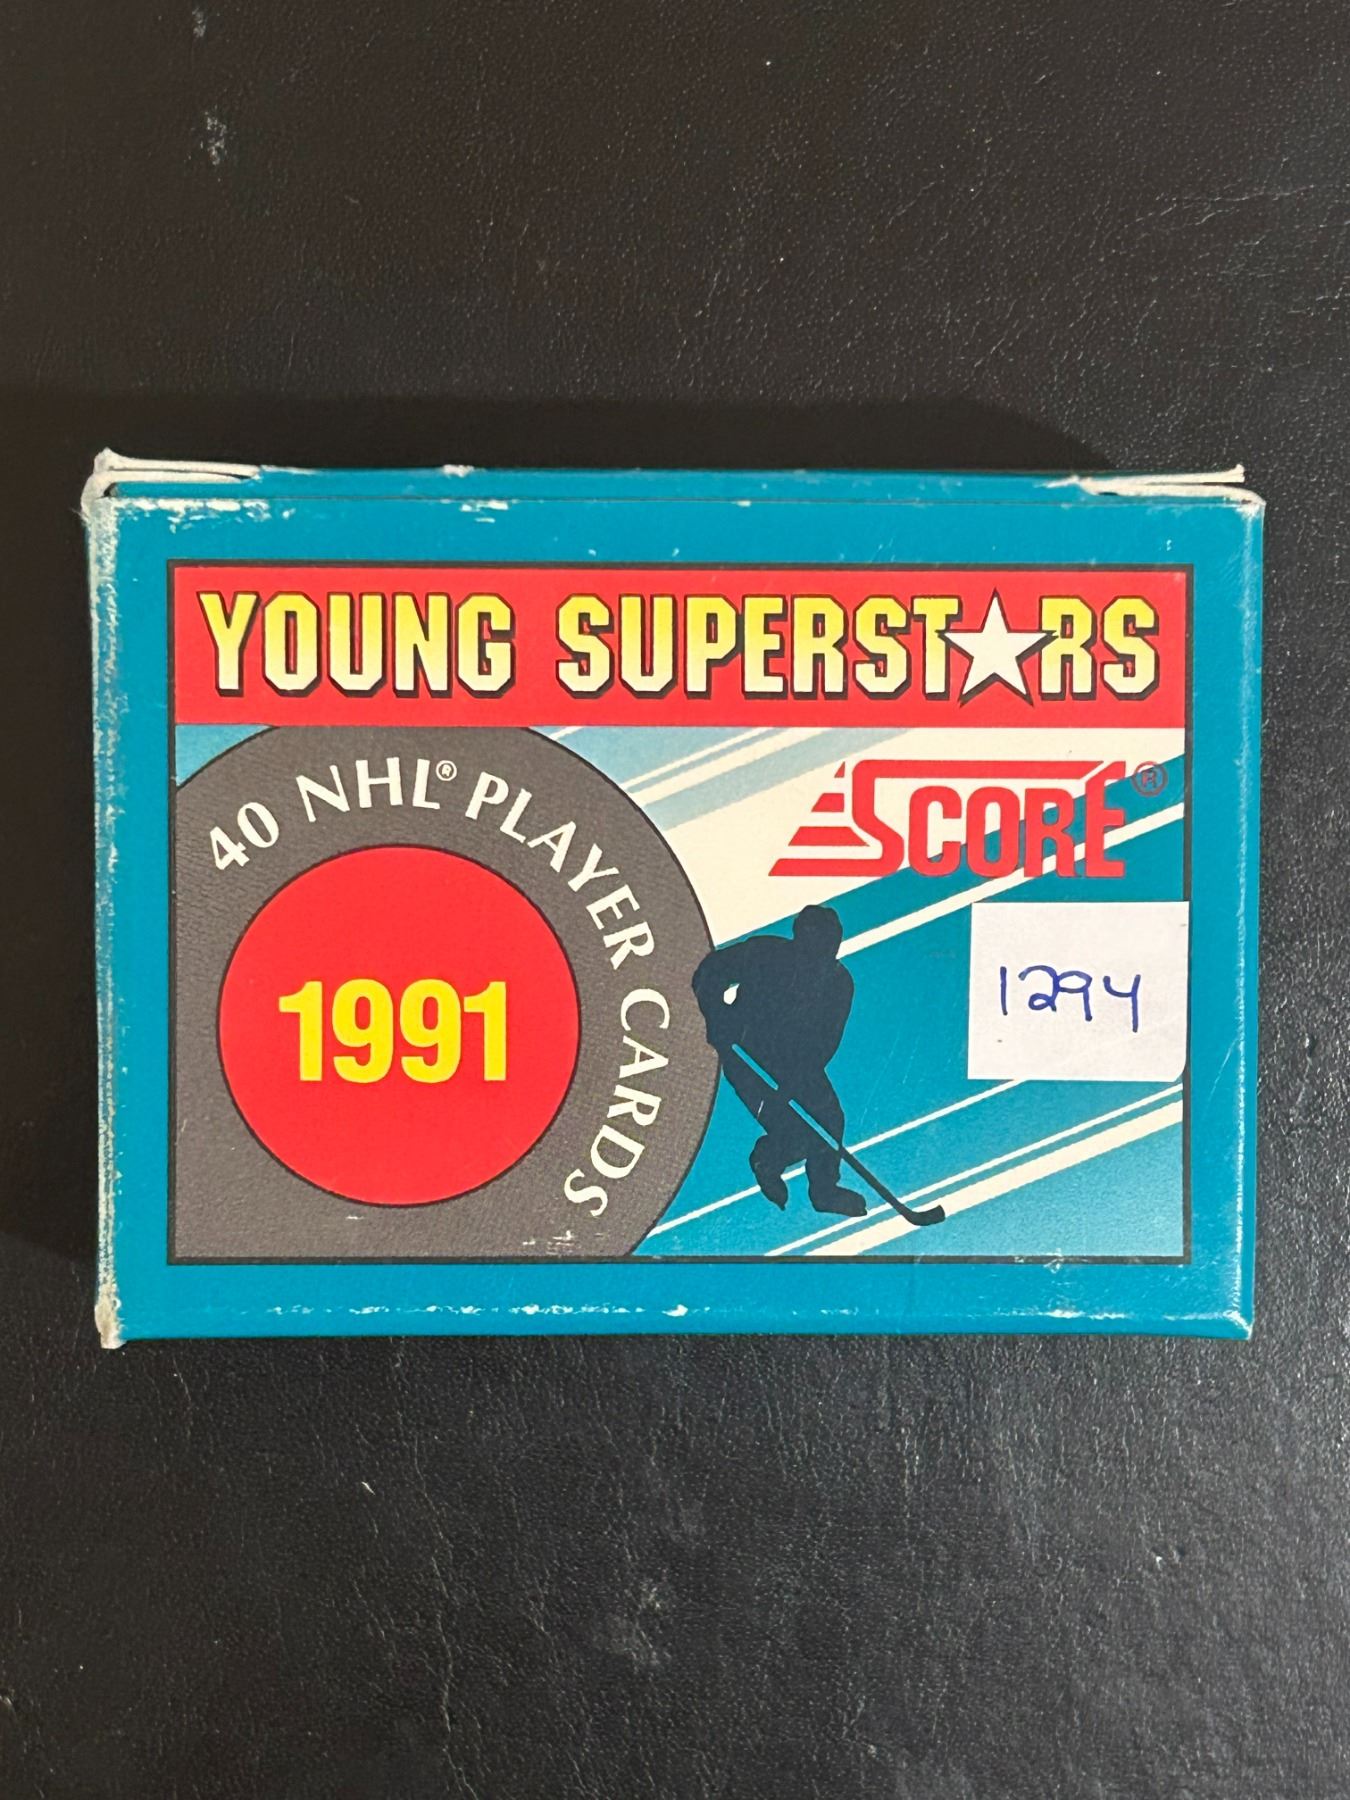 YOUNG SUPERSTARS
40 NHL® PLAYER CARDS
1991
SCORE®
1294